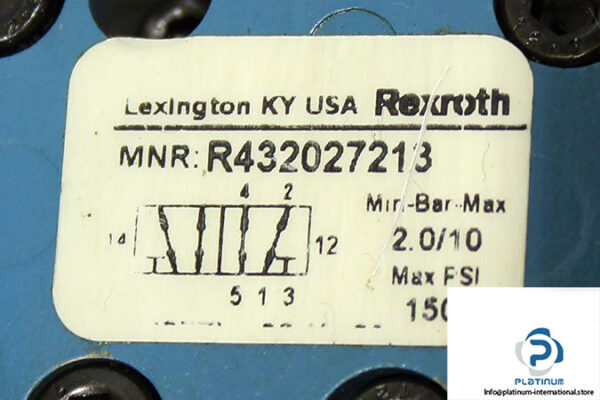 Lexington KY USA Rexroth
MNR: R432027213
4 2
Min.-Bar-Max
14
12
2.0/10
Max PSI
5 1 3
150
P
PLATINUM
Info@platinum-international.store